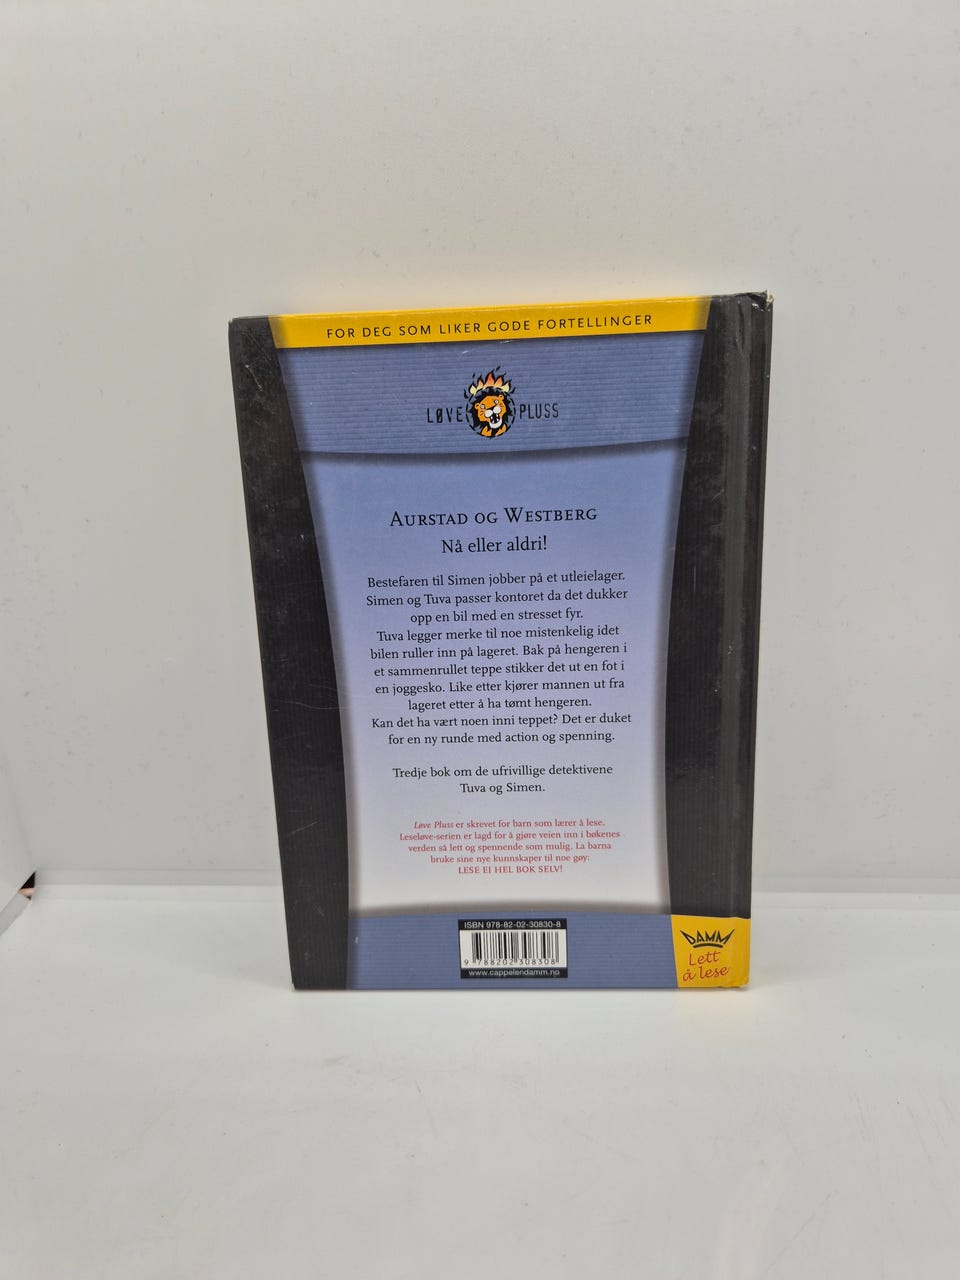 FOR DEG SOM LIKER GODE FORTELLINGER
LØVE PLUSS
AURSTAD OG WESTBERG
Nå eller aldri!
Bestefaren til Simen jobber på et utleielager.
Simen og Tuva passer kontoret da det dukker
opp en bil med en stresset fyr.
Tuva legger merke til noe mistenkelig idet
bilen ruller inn på lageret. Bak på hengeren i
et sammenrullet teppe stikker det ut en fot i
en joggesko. Like etter kjører mannen ut fra
lageret etter å ha tømt hengeren.
Kan det ha vært noen inni teppet? Det er duket
for en ny runde med action og spenning.
Tredje bok om de ufrivillige detektivene
Tuva og Simen.
Løve Pluss er skrevet for barn som lærer å lese.
Leseløve-serien er lagd for å gjøre veien inn i bøkenes
verden så lett og spennende som mulig. La barna
bruke sine nye kunnskaper til noe gøy:
LESE EI HEL BOK SELV!
ISBN 978-82-02-30830-8
9 788202 308308
www.cappelendamm.no
DAMM
Lett
å lese